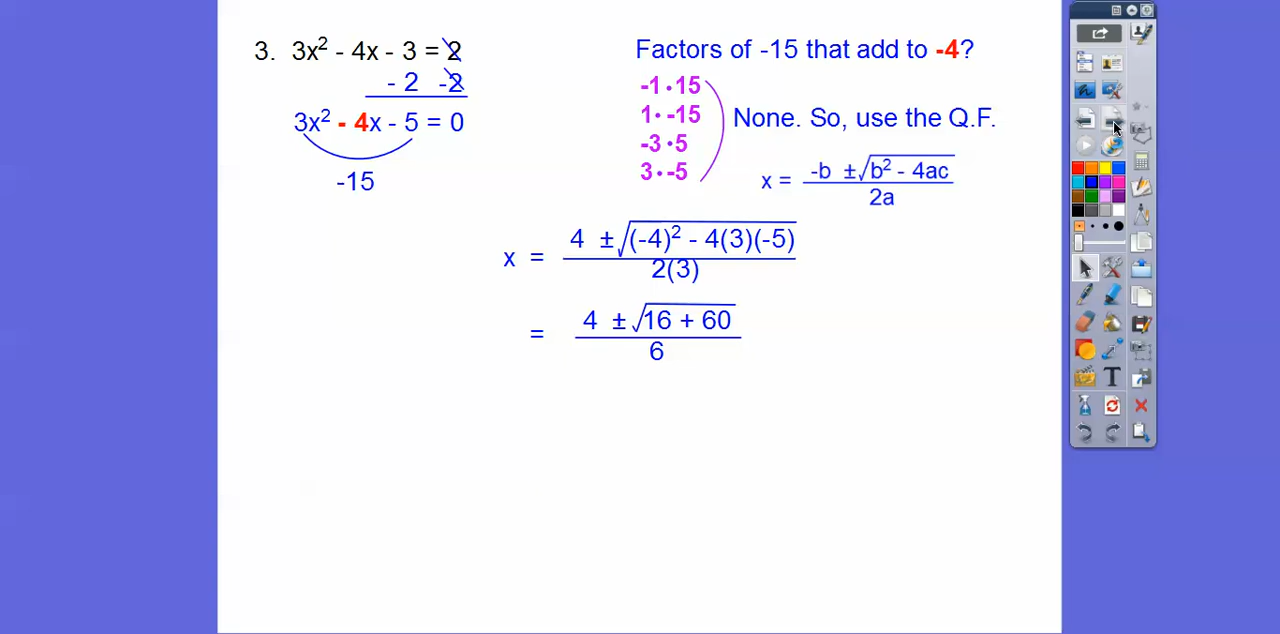 3. 3x² - 4x - 3 = 2
- 2 -2
3x² - 4x - 5 = 0
-15
Factors of -15 that add to -4?
-1 · 15
1 · -15
-3 · 5
3 · -5
None. So, use the Q.F.
x = -b ±√b² - 4ac
2a
x = 4 ±√(-4)² - 4(3)(-5)
2(3)
= 4 ±√16 + 60
6
T